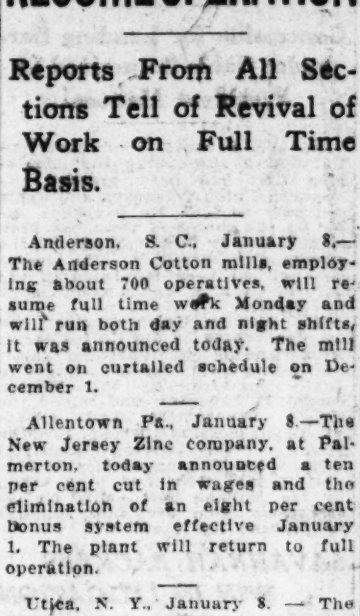 Reports From All Sec-
tions Tell of Revival of
Work on Full Time
Basis.
Anderson, S. C., January 8.—
The Anderson Cotton mills, employ-
ing about 700 operatives, will re-
sume full time work Monday and
will run both day and night shifts,
it was announced today. The mill
went on curtailed schedule on De-
cember 1.
Allentown Pa., January 8.—The
New Jersey Zinc company, at Pal-
merton, today announced a ten
per cent cut in wages and the
elimination of an eight per cent
bonus system effective January
1. The plant will return to full
operation.
Utica, N. Y., January 8. — The